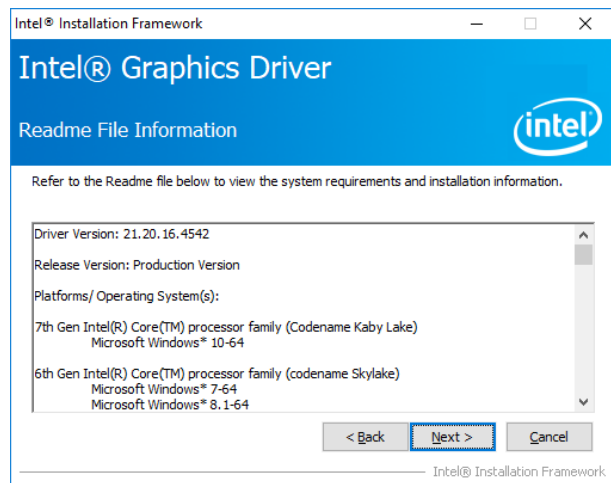 Intel® Installation Framework
Intel® Graphics Driver
Readme File Information
intel
Refer to the Readme file below to view the system requirements and installation information.
Driver Version: 21.20.16.4542
Release Version: Production Version
Platforms/ Operating System(s):
7th Gen Intel(R) Core(TM) processor family (Codename Kaby Lake)
Microsoft Windows* 10-64
6th Gen Intel(R) Core(TM) processor family (codename Skylake)
Microsoft Windows* 7-64
Microsoft Windows* 8.1-64
< Back Next > Cancel
Intel® Installation Framework